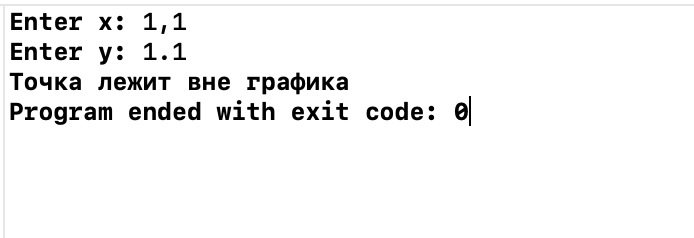 Enter x: 1,1
Enter y: 1.1
Точка лежит вне графика
Program ended with exit code: 0